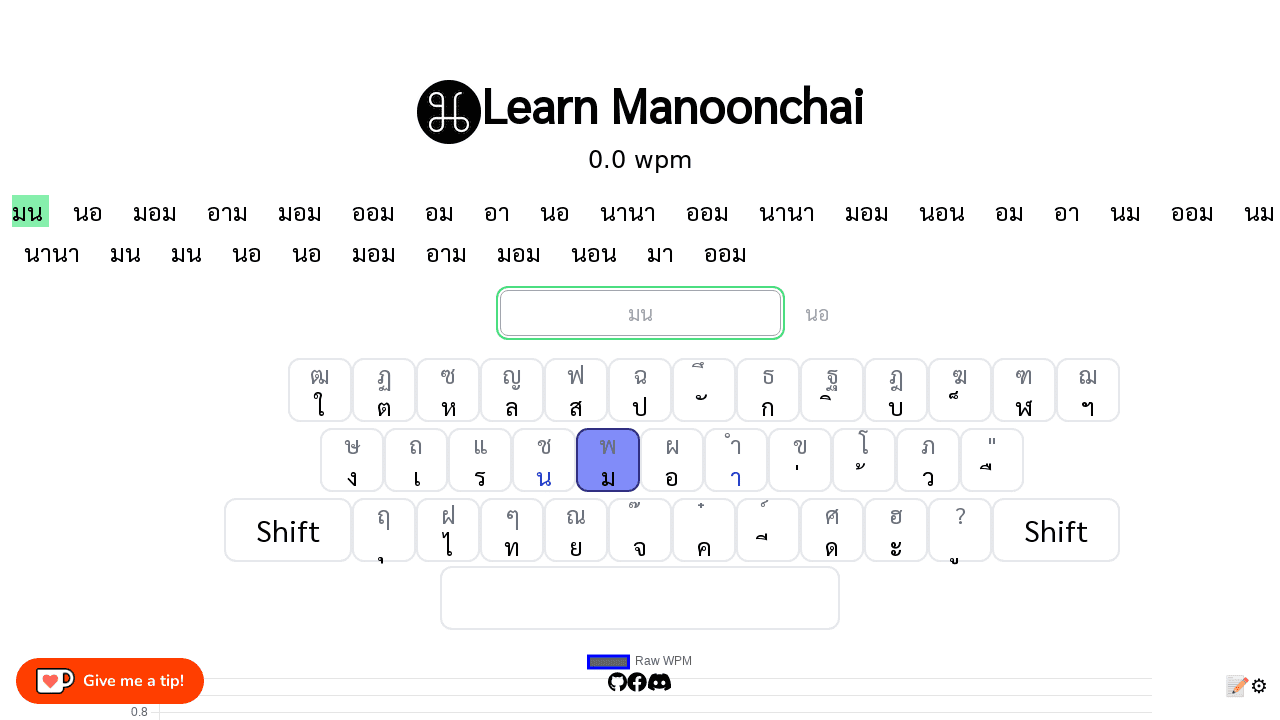 Learn Manoonchai
0.0 wpm
มน นอ มอม อาม มอม ออม อม อา นอ นานา ออม นานา มอม นอน อม อา นม ออม นม
นานา มน มน นอ นอ มอม อาม มอม นอน มา ออม
มน นอ
ฒ ฏ ซ ญ ฟ ฉ ึ ธ ฐ ฎ ฆ ฑ ฌ
ใ ต ห ล ส ป ั ก ิ บ ็ ฬ ฯ
ษ ถ แ ช พ ผ ำ ข โ ภ "
ง เ ร น ม อ า ่ ้ ว ื
ฤ ฝ ๆ ณ ๊ ๋ ์ ศ ฮ ?
Shift ุ ไ ท ย จ ค ี ด ะ ู Shift
Raw WPM
Give me a tip!
0.8